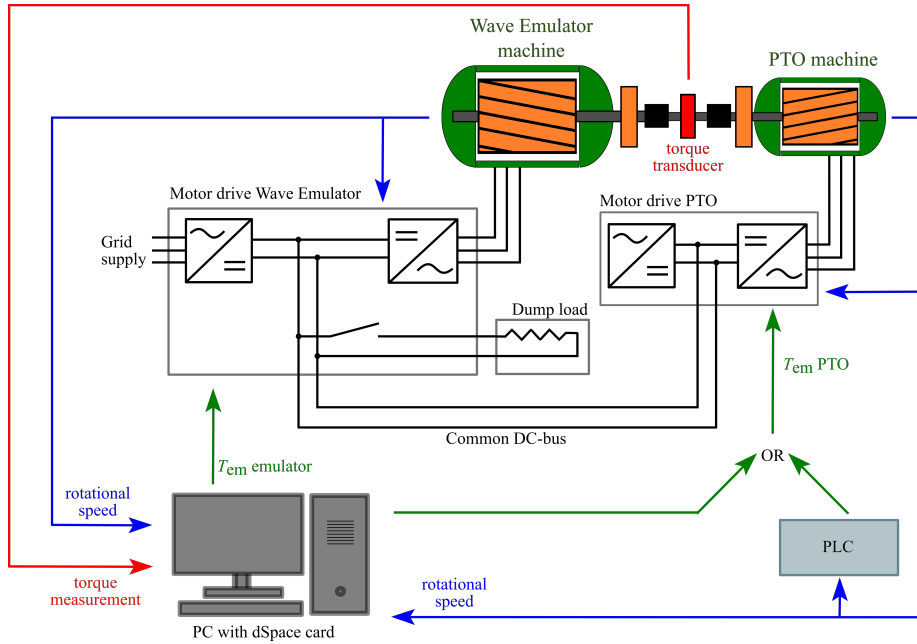 Wave Emulator
machine
PTO machine
torque
transducer
Motor drive Wave Emulator
Motor drive PTO
Grid
supply
Dump load
Tem PTO
Common DC-bus
OR
Tem emulator
rotational
speed
PLC
torque
measurement
rotational
speed
PC with dSpace card